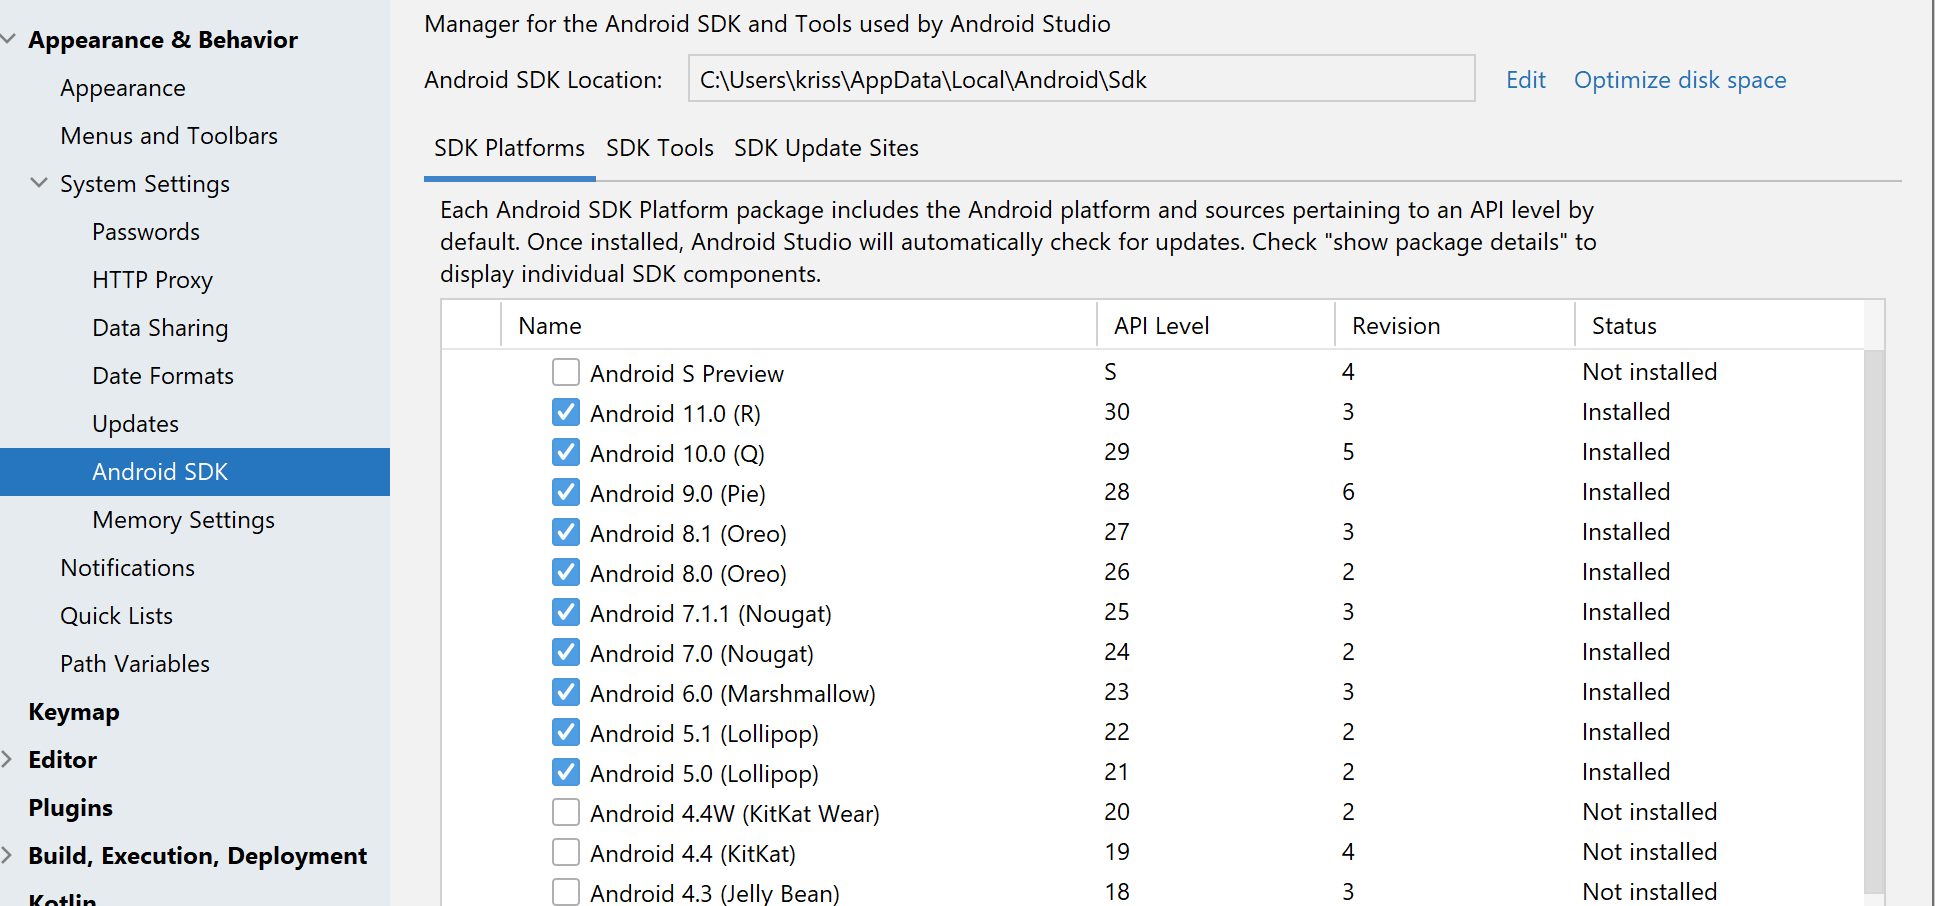 Appearance & Behavior
Appearance
Menus and Toolbars
System Settings
Passwords
HTTP Proxy
Data Sharing
Date Formats
Updates
Android SDK
Memory Settings
Notifications
Quick Lists
Path Variables
Keymap
Editor
Plugins
Build, Execution, Deployment
Kotlin
Manager for the Android SDK and Tools used by Android Studio
Android SDK Location: C:\Users\kriss\AppData\Local\Android\Sdk Edit Optimize disk space
SDK Platforms SDK Tools SDK Update Sites
Each Android SDK Platform package includes the Android platform and sources pertaining to an API level by
default. Once installed, Android Studio will automatically check for updates. Check "show package details" to
display individual SDK components.
Name API Level Revision Status
Android S Preview S 4 Not installed
Android 11.0 (R) 30 3 Installed
Android 10.0 (Q) 29 5 Installed
Android 9.0 (Pie) 28 6 Installed
Android 8.1 (Oreo) 27 3 Installed
Android 8.0 (Oreo) 26 2 Installed
Android 7.1.1 (Nougat) 25 3 Installed
Android 7.0 (Nougat) 24 2 Installed
Android 6.0 (Marshmallow) 23 3 Installed
Android 5.1 (Lollipop) 22 2 Installed
Android 5.0 (Lollipop) 21 2 Installed
Android 4.4W (KitKat Wear) 20 2 Not installed
Android 4.4 (KitKat) 19 4 Not installed
Android 4.3 (Jelly Bean) 18 3 Not installed